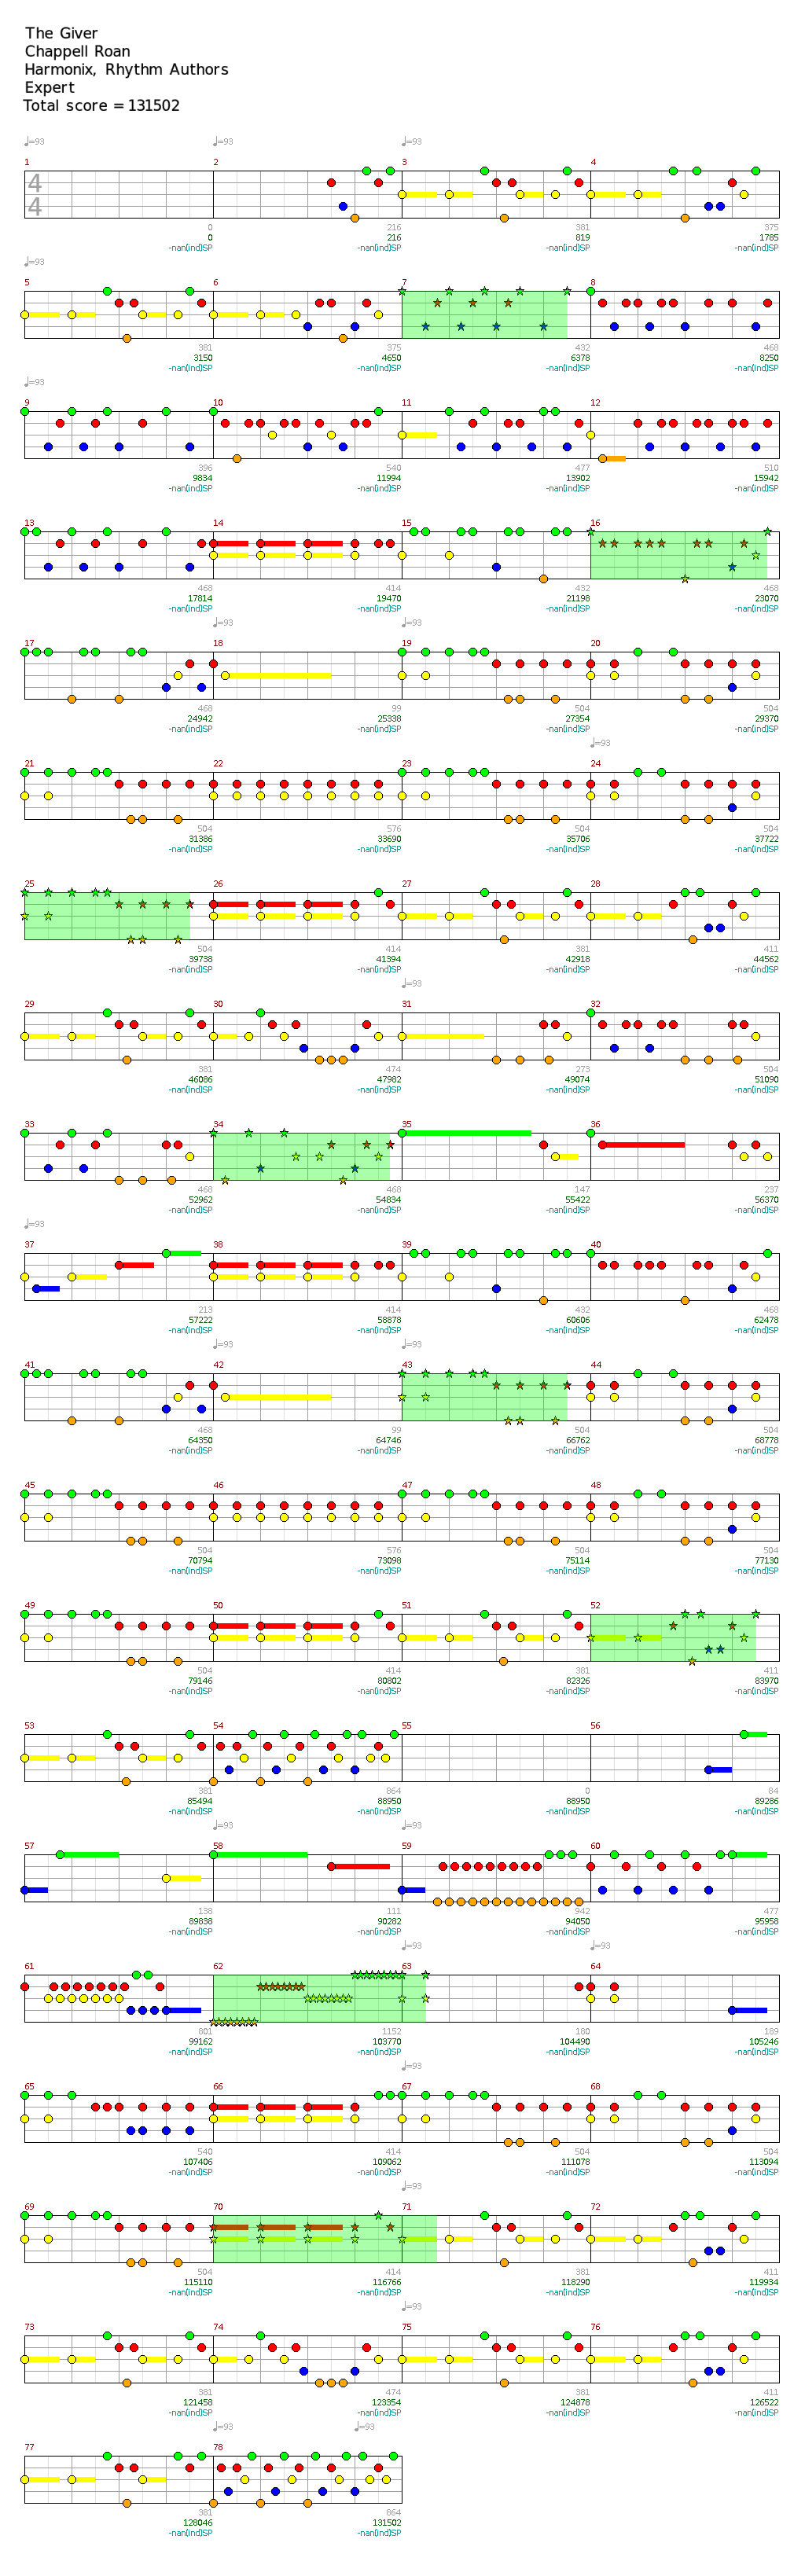 The Giver
Chappell Roan
Harmonix, Rhythm Authors
Expert
Total score = 131502
♩=93 ♩=93 ♩=93
1 2 3 4
4
4
0 216 381 375
0 216 819 1785
-nan(ind)SP -nan(ind)SP -nan(ind)SP -nan(ind)SP
♩=93
5 6 7 8
381 375 432 468
3150 4650 6378 8250
-nan(ind)SP -nan(ind)SP -nan(ind)SP -nan(ind)SP
♩=93
9 10 11 12
396 540 477 510
9834 11994 13902 15942
-nan(ind)SP -nan(ind)SP -nan(ind)SP -nan(ind)SP
13 14 15 16
468 414 432 468
17814 19470 21198 23070
-nan(ind)SP -nan(ind)SP -nan(ind)SP -nan(ind)SP
♩=93 ♩=93
17 18 19 20
468 99 504 504
24942 25338 27354 29370
-nan(ind)SP -nan(ind)SP -nan(ind)SP -nan(ind)SP
♩=93
21 22 23 24
504 576 504 504
31386 33690 35706 37722
-nan(ind)SP -nan(ind)SP -nan(ind)SP -nan(ind)SP
25 26 27 28
504 414 381 411
39738 41394 42918 44562
-nan(ind)SP -nan(ind)SP -nan(ind)SP -nan(ind)SP
♩=93
29 30 31 32
381 474 273 504
46086 47982 49074 51090
-nan(ind)SP -nan(ind)SP -nan(ind)SP -nan(ind)SP
33 34 35 36
468 468 147 237
52962 54834 55422 56370
-nan(ind)SP -nan(ind)SP -nan(ind)SP -nan(ind)SP
♩=93
37 38 39 40
213 414 432 468
57222 58878 60606 62478
-nan(ind)SP -nan(ind)SP -nan(ind)SP -nan(ind)SP
♩=93 ♩=93
41 42 43 44
468 99 504 504
64350 64746 66762 68778
-nan(ind)SP -nan(ind)SP -nan(ind)SP -nan(ind)SP
45 46 47 48
504 576 504 504
70794 73098 75114 77130
-nan(ind)SP -nan(ind)SP -nan(ind)SP -nan(ind)SP
49 50 51 52
504 414 381 411
79146 80802 82326 83970
-nan(ind)SP -nan(ind)SP -nan(ind)SP -nan(ind)SP
53 54 55 56
381 864 0 84
85494 88950 88950 89286
-nan(ind)SP -nan(ind)SP -nan(ind)SP -nan(ind)SP
♩=93
57 58 59 60
138 111 942 477
89838 90282 94050 95958
-nan(ind)SP -nan(ind)SP -nan(ind)SP -nan(ind)SP
♩=93 ♩=93
61 62 63 64
801 1152 180 189
99162 103770 104490 105246
-nan(ind)SP -nan(ind)SP -nan(ind)SP -nan(ind)SP
♩=93
65 66 67 68
540 414 504 504
107406 109062 111078 113094
-nan(ind)SP -nan(ind)SP -nan(ind)SP -nan(ind)SP
♩=93
69 70 71 72
504 414 381 411
115110 116766 118290 119934
-nan(ind)SP -nan(ind)SP -nan(ind)SP -nan(ind)SP
♩=93
73 74 75 76
381 474 381 411
121458 123354 124878 126522
-nan(ind)SP -nan(ind)SP -nan(ind)SP -nan(ind)SP
♩=93 ♩=93
77 78
381 864
128046 131502
-nan(ind)SP -nan(ind)SP